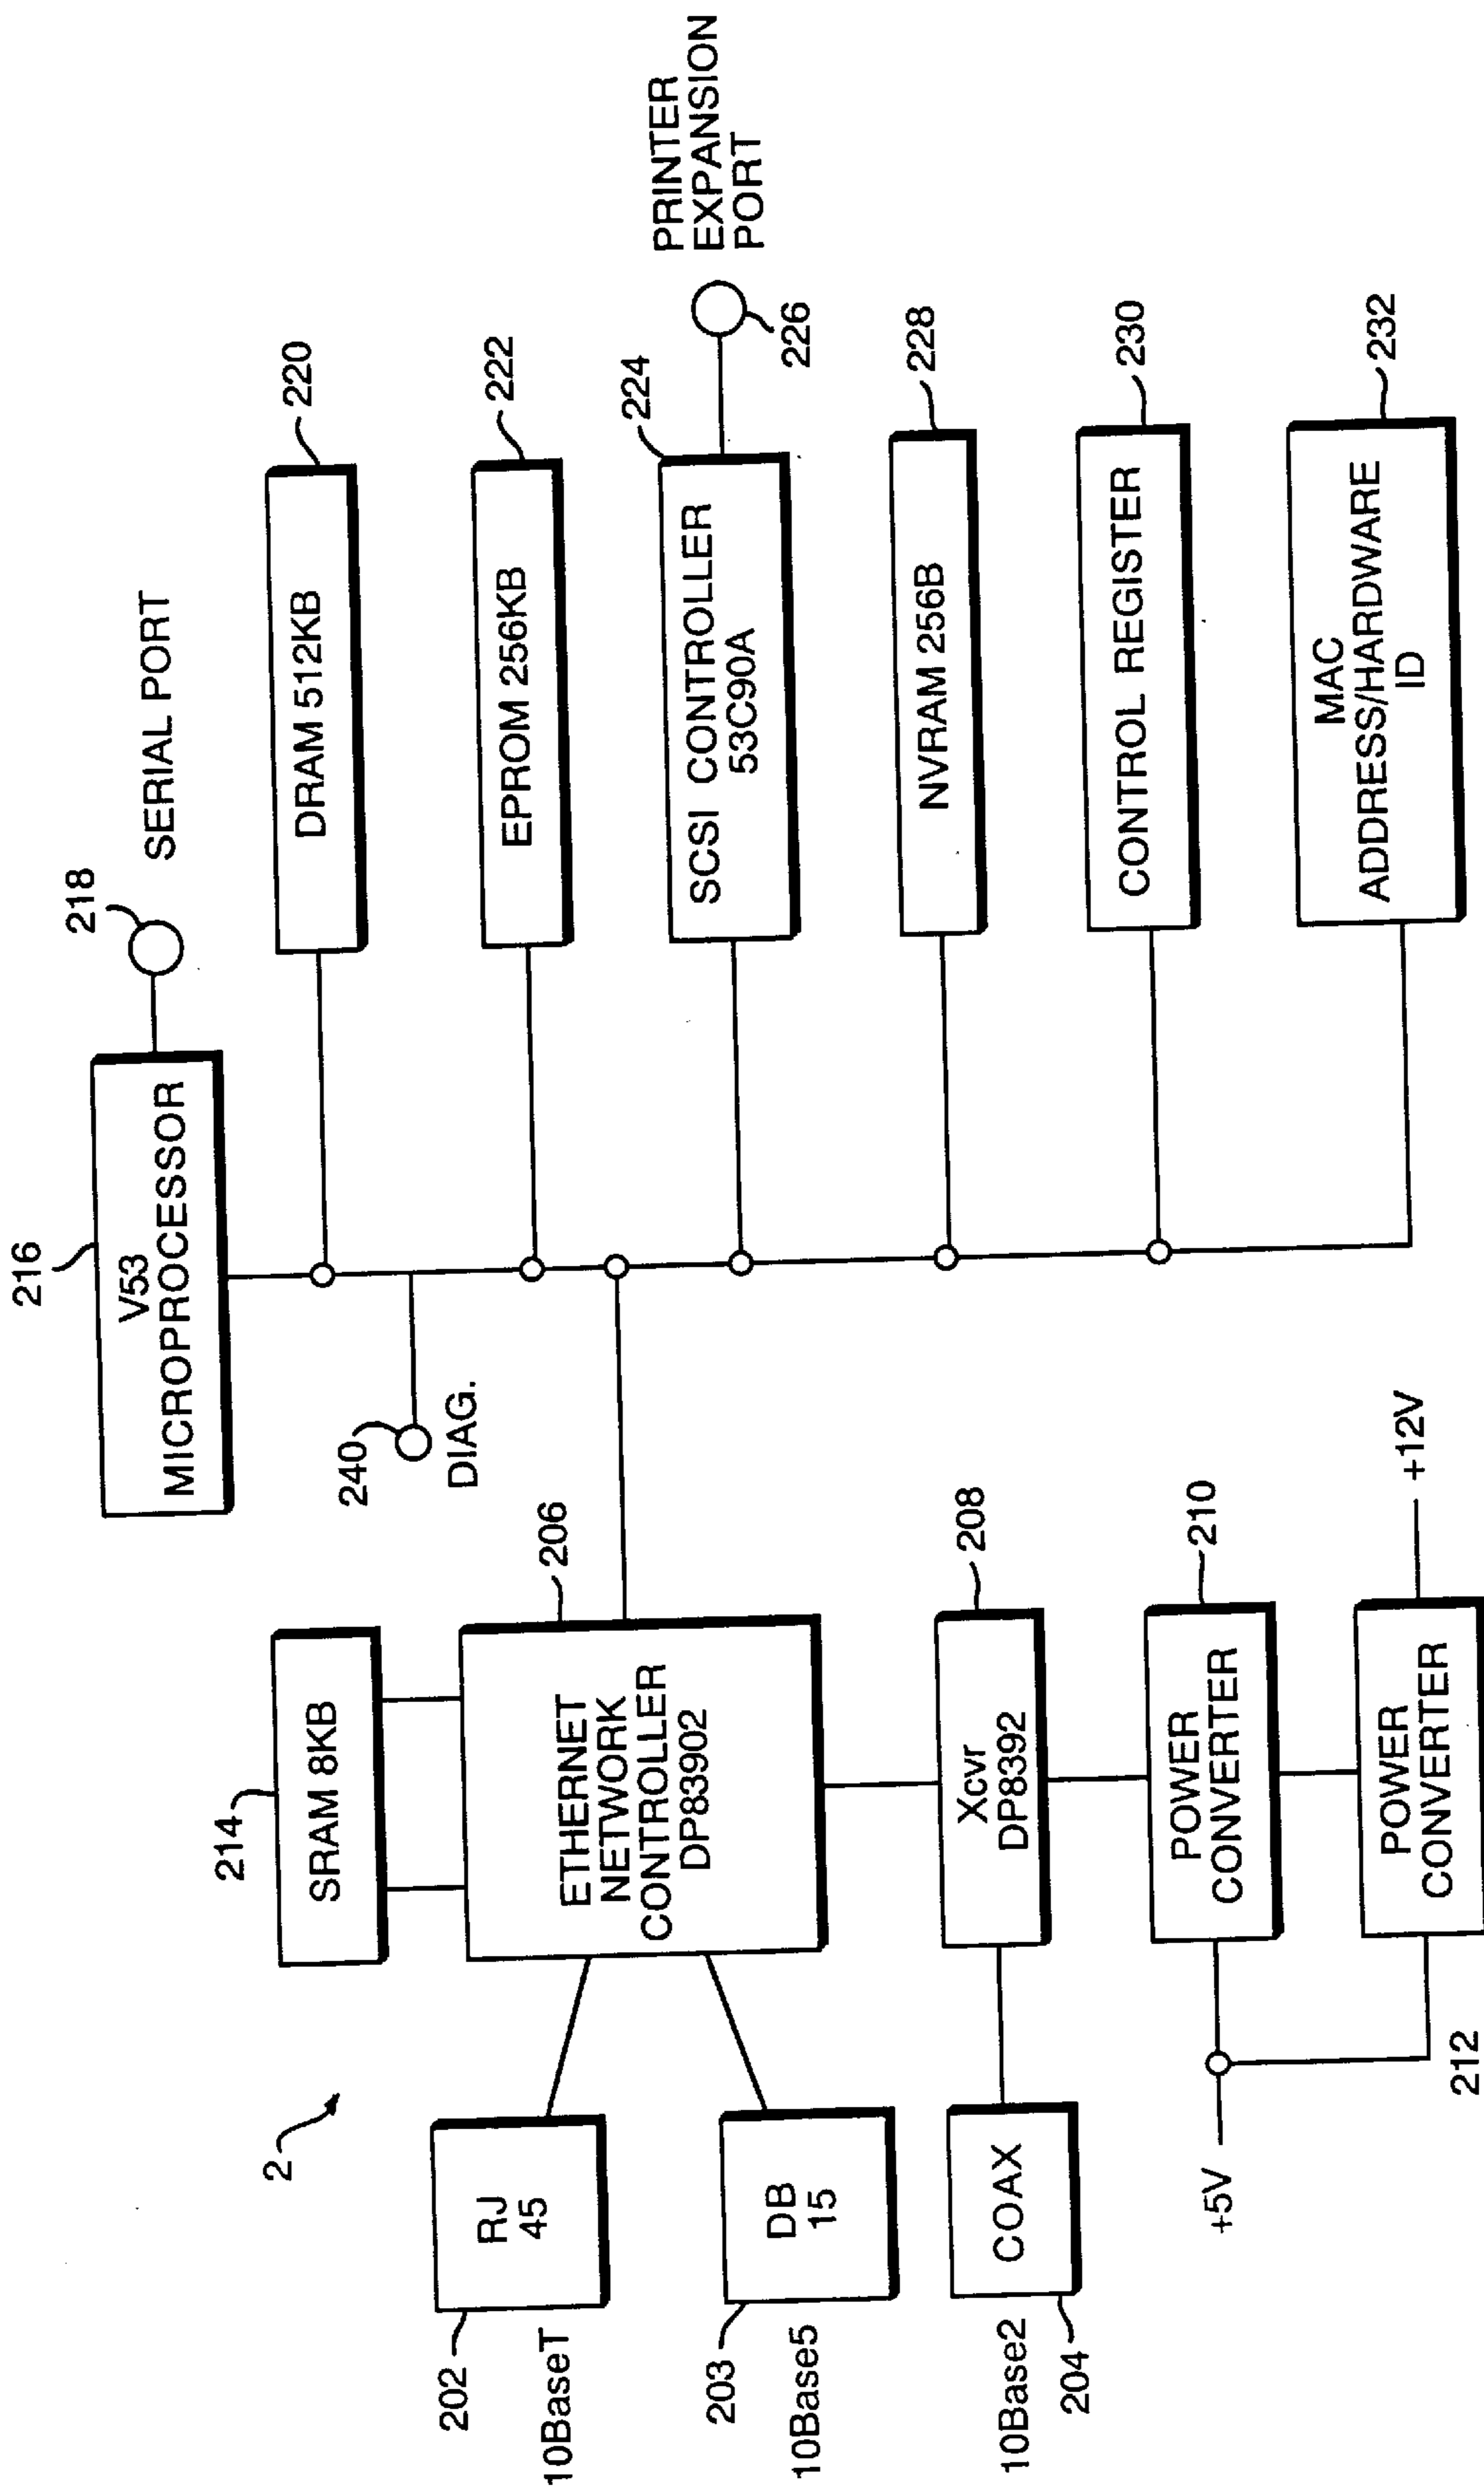 216
V53
MICROPROCESSOR
218
SERIAL PORT
240
DIAG.
214
SRAM 8KB
220
DRAM 512KB
2
206
ETHERNET
NETWORK
CONTROLLER
DP83902
222
EPROM 256KB
202
RJ
45
10BaseT
224
SCSI CONTROLLER
53C90A
PRINTER
EXPANSION
PORT
226
203
DB
15
10Base5
208
Xcvr
DP8392
228
NVRAM 256B
COAX
10Base2
204
210
POWER
CONVERTER
230
CONTROL REGISTER
+5V
POWER
CONVERTER
+12V
212
232
MAC
ADDRESS/HARDWARE
ID